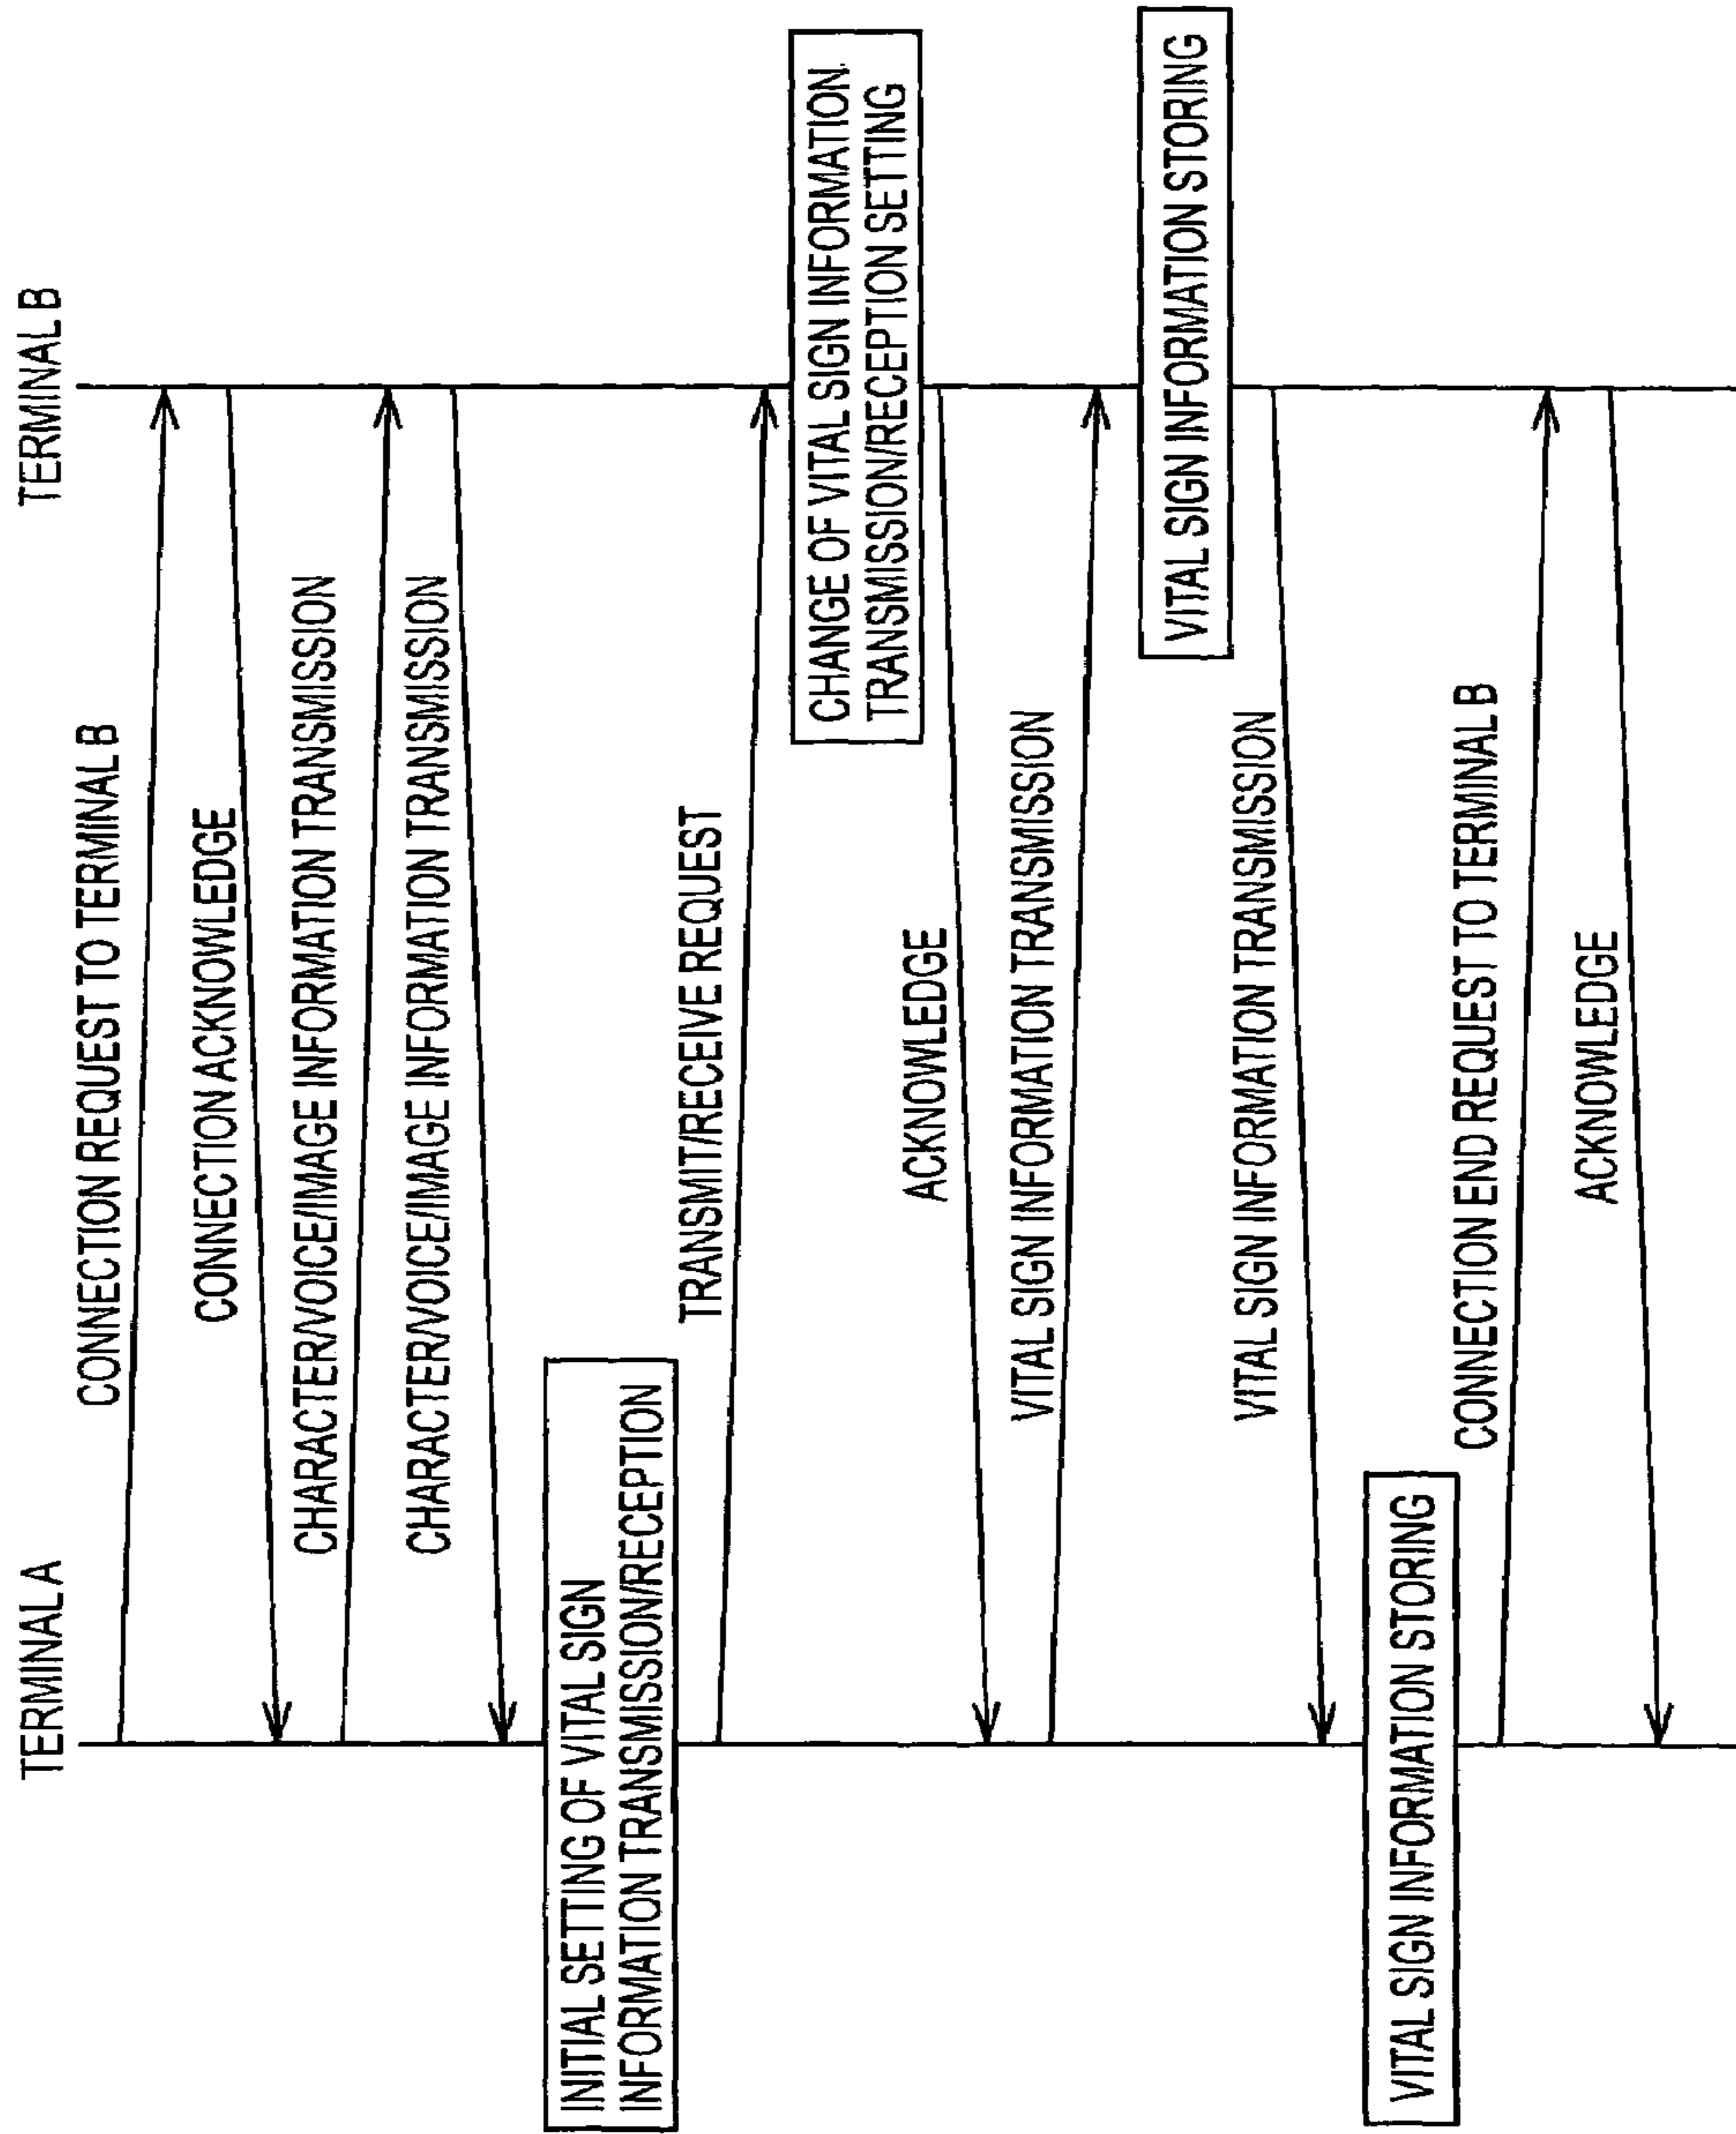 TERMINAL A
TERMINAL B
CONNECTION REQUEST TO TERMINAL B
CONNECTION ACKNOWLEDGE
CHARACTER/VOICE/IMAGE INFORMATION TRANSMISSION
CHARACTER/VOICE/IMAGE INFORMATION TRANSMISSION
INITIAL SETTING OF VITAL SIGN
INFORMATION TRANSMISSION/RECEPTION
TRANSMIT/RECEIVE REQUEST
CHANGE OF VITAL SIGN INFORMATION
TRANSMISSION/RECEPTION SETTING
ACKNOWLEDGE
VITAL SIGN INFORMATION TRANSMISSION
VITAL SIGN INFORMATION STORING
VITAL SIGN INFORMATION TRANSMISSION
VITAL SIGN INFORMATION STORING
CONNECTION END REQUEST TO TERMINAL B
ACKNOWLEDGE